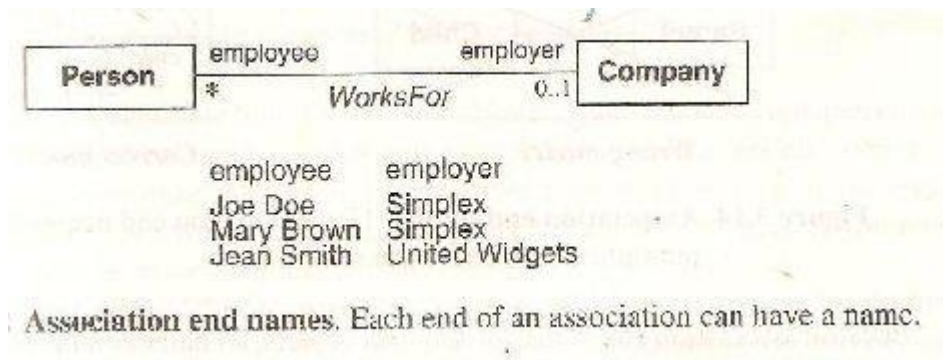 employee employer
Person Company
* WorksFor 0..1
employee employer
Joe Doe Simplex
Mary Brown Simplex
Jean Smith United Widgets
Association end names. Each end of an association can have a name.